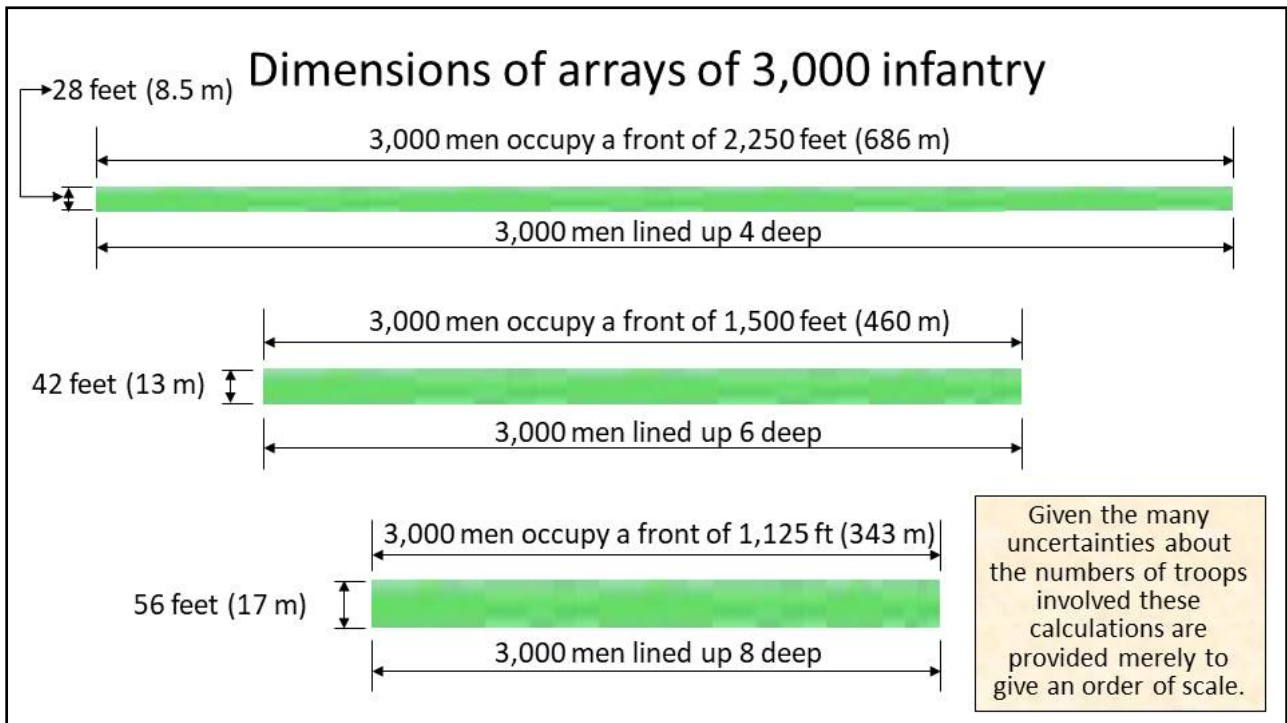 Dimensions of arrays of 3,000 infantry
28 feet (8.5 m)
3,000 men occupy a front of 2,250 feet (686 m)
3,000 men lined up 4 deep
3,000 men occupy a front of 1,500 feet (460 m)
42 feet (13 m)
3,000 men lined up 6 deep
3,000 men occupy a front of 1,125 ft (343 m)
56 feet (17 m)
3,000 men lined up 8 deep
Given the many
uncertainties about
the numbers of troops
involved these
calculations are
provided merely to
give an order of scale.